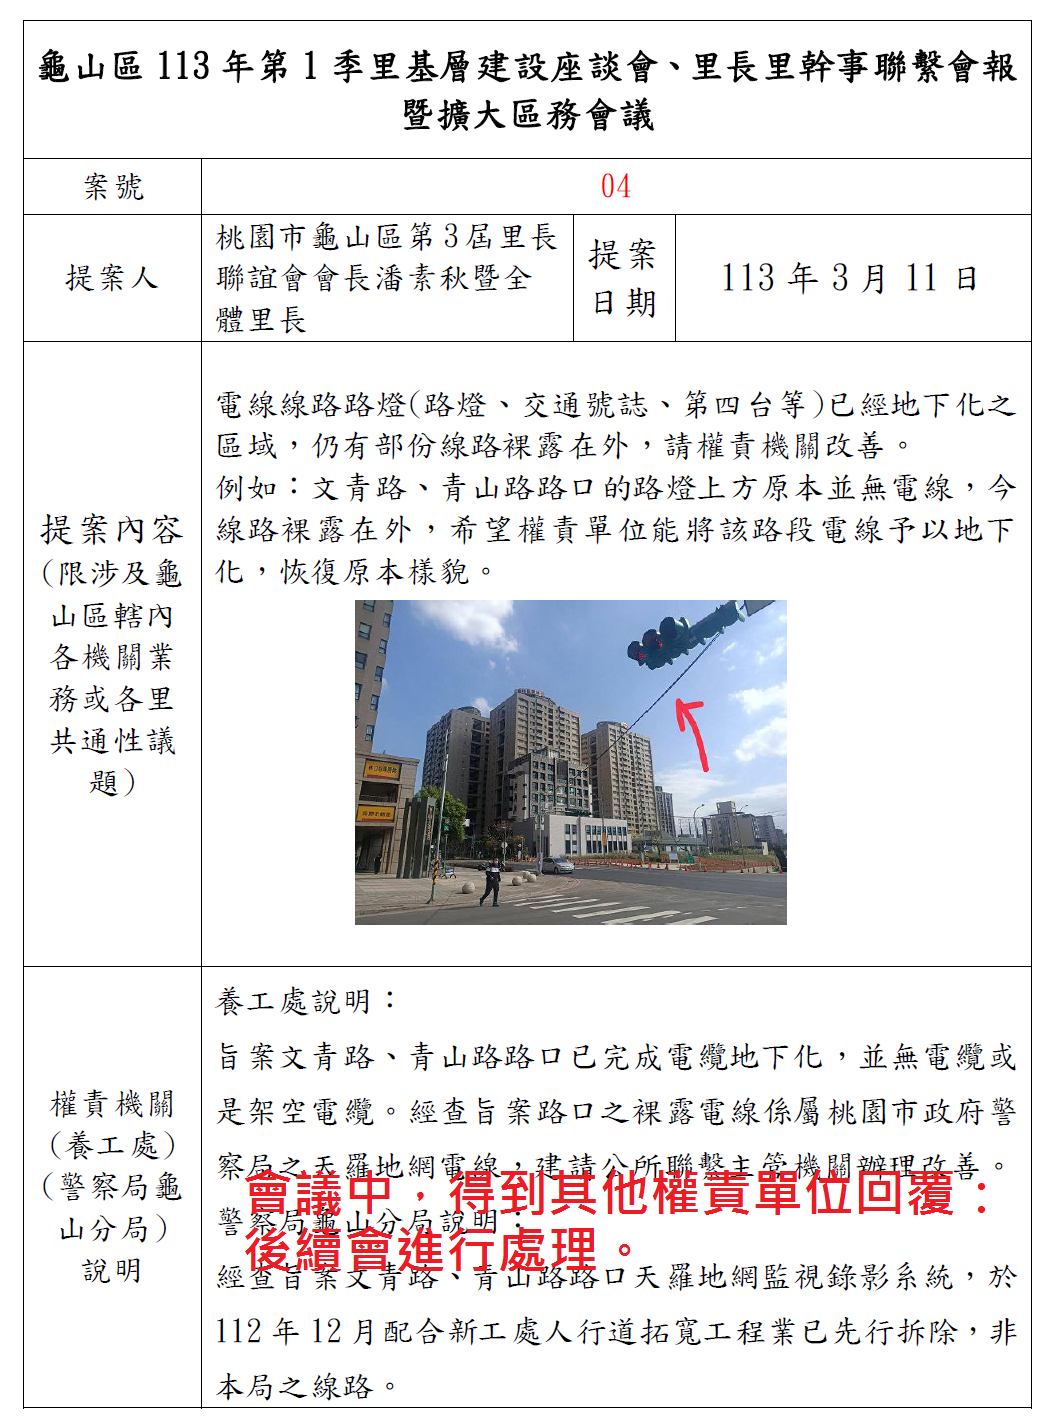 龜山區 113 年第 1 季里基層建設座談會、里長里幹事聯繫會報
暨擴大區務會議
案號
04
提案人
桃園市龜山區第 3 屆里長
聯誼會會長潘素秋暨全
體里長
提案
日期
113 年 3 月 11 日
提案內容
(限涉及龜
山區轄內
各機關業
務或各里
共通性議
題)
電線線路路燈(路燈、交通號誌、第四台等)已經地下化之
區域，仍有部份線路裸露在外，請權責機關改善。
例如：文青路、青山路路口的路燈上方原本並無電線，今
線路裸露在外，希望權責單位能將該路段電線予以地下
化，恢復原本樣貌。
權責機關
(養工處)
(警察局龜
山分局)
說明
養工處說明：
旨案文青路、青山路路口已完成電纜地下化，並無電纜或
是架空電纜。經查旨案路口之裸露電線係屬桃園市政府警
察局之天羅地網電線，建請公所聯繫主管機關辦理改善。
會議中，得到其他權責單位回覆：
警察局龜山分局說明：
後續會進行處理。
經查旨案文青路、青山路路口天羅地網監視錄影系統，於
112 年 12 月配合新工處人行道拓寬工程業已先行拆除，非
本局之線路。